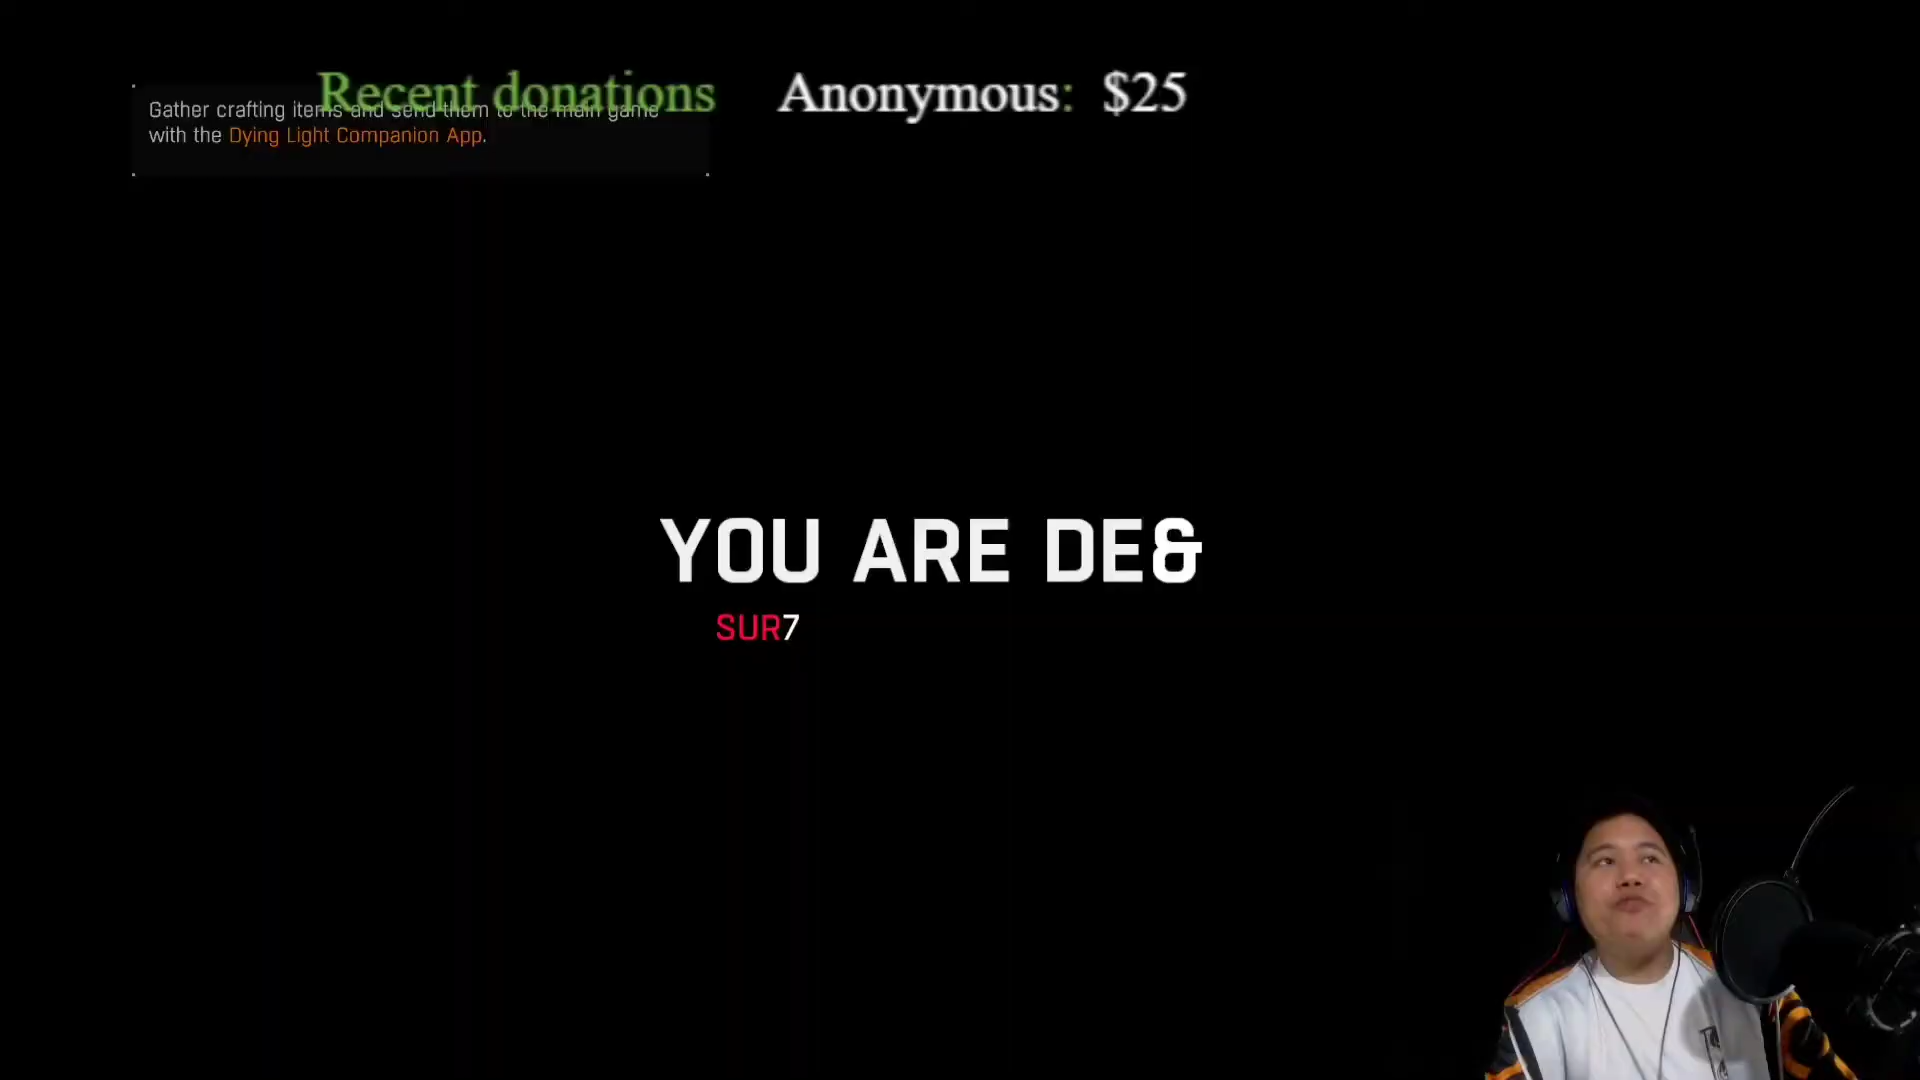 Recent donations Anonymous: $25
Gather crafting items and send them to the main game
with the Dying Light Companion App.
YOU ARE DE&
SUR7